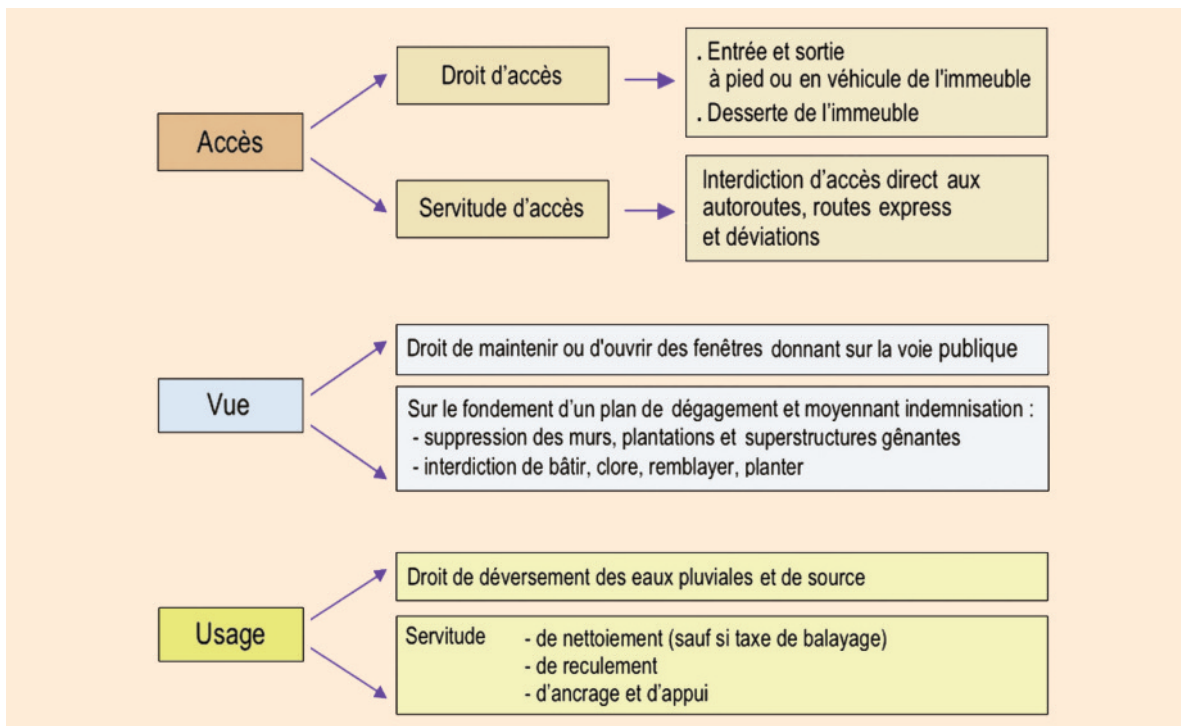 Accès
Droit d'accès
. Entrée et sortie
à pied ou en véhicule de l'immeuble
. Desserte de l'immeuble
Servitude d'accès
Interdiction d'accès direct aux
autoroutes, routes express
et déviations
Vue
Droit de maintenir ou d'ouvrir des fenêtres donnant sur la voie publique
Sur le fondement d'un plan de dégagement et moyennant indemnisation :
- suppression des murs, plantations et superstructures gênantes
- interdiction de bâtir, clore, remblayer, planter
Usage
Droit de déversement des eaux pluviales et de source
Servitude - de nettoiement (sauf si taxe de balayage)
- de reculement
- d'ancrage et d'appui